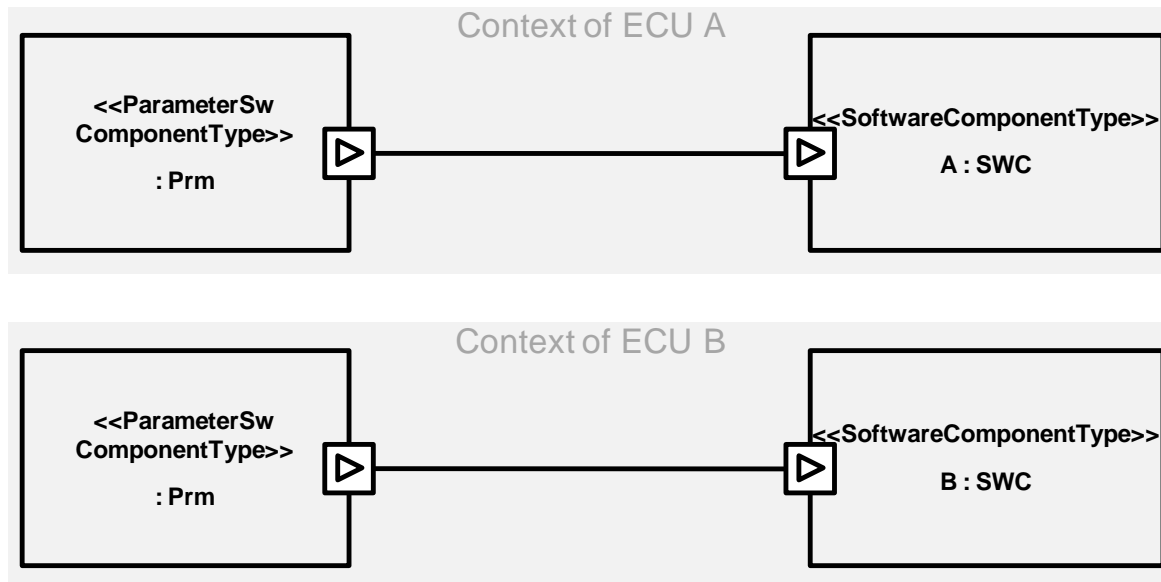 Context of ECU A
<<ParameterSw
ComponentType>>
: Prm
<<SoftwareComponentType>>
A : SWC
Context of ECU B
<<ParameterSw
ComponentType>>
: Prm
<<SoftwareComponentType>>
B : SWC